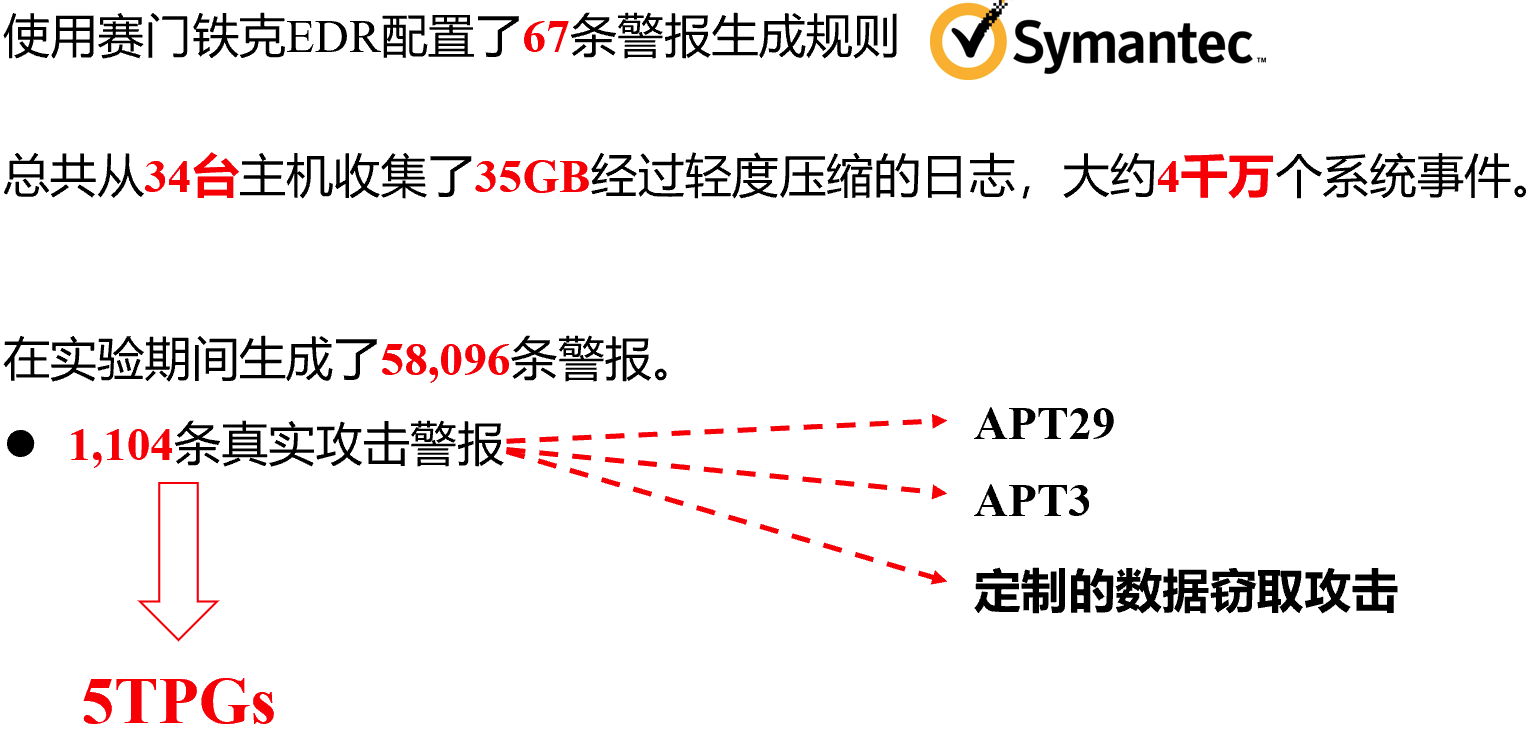 使用赛门铁克EDR配置了67条警报生成规则 Symantec™
总共从34台主机收集了35GB经过轻度压缩的日志，大约4千万个系统事件。
在实验期间生成了58,096条警报。
● 1,104条真实攻击警报
APT29
APT3
定制的数据窃取攻击
5TPGs